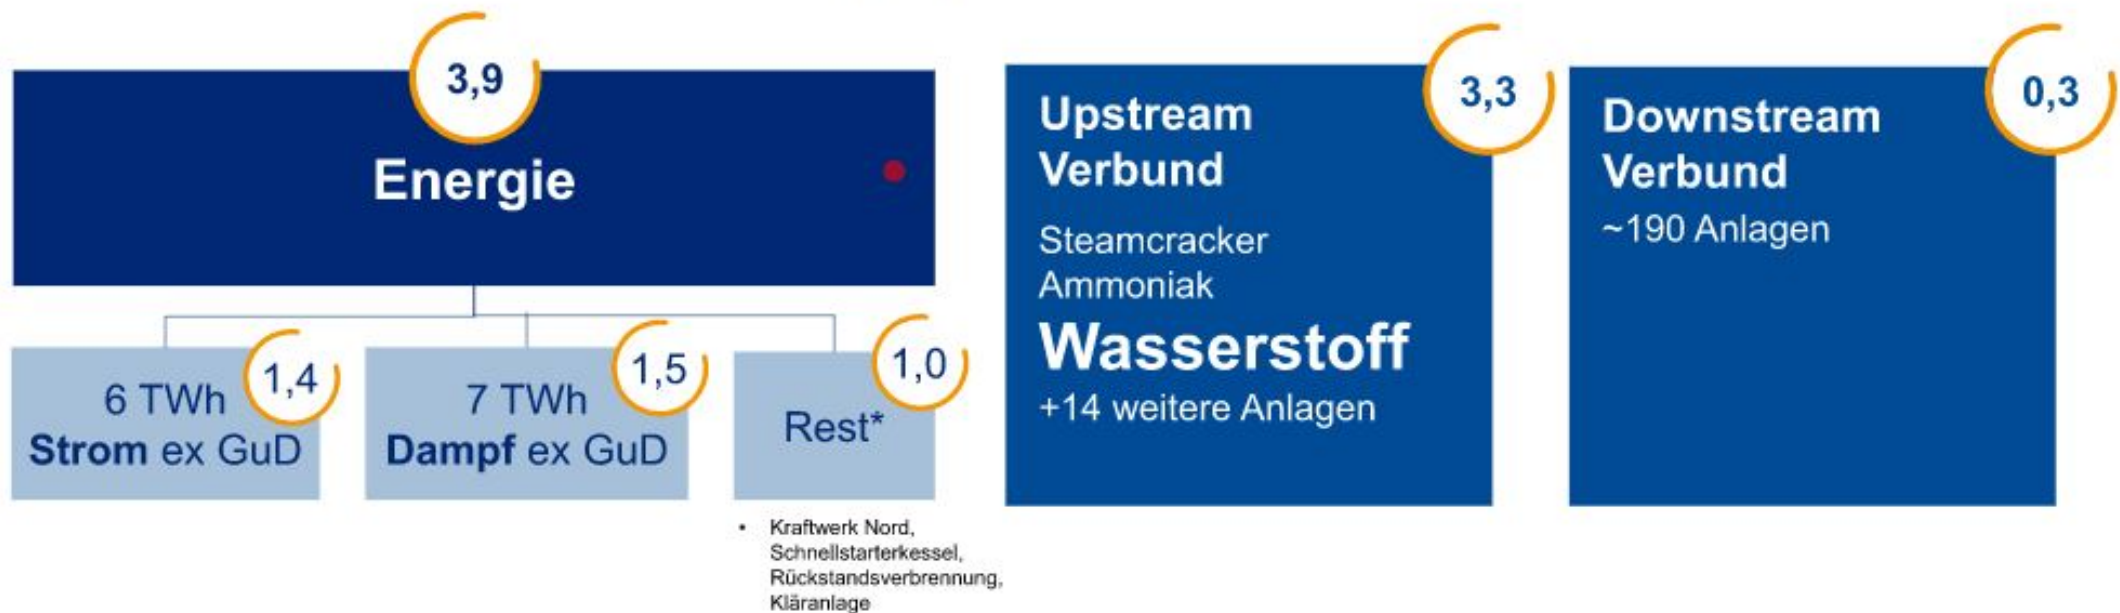 3,9
Energie
6 TWh
Strom ex GuD
1,4
7 TWh
Dampf ex GuD
1,5
Rest*
1,0
• Kraftwerk Nord,
Schnellstarterkessel,
Rückstandsverbrennung,
Kläranlage
3,3
Upstream
Verbund
Steamcracker
Ammoniak
Wasserstoff
+14 weitere Anlagen
0,3
Downstream
Verbund
~190 Anlagen